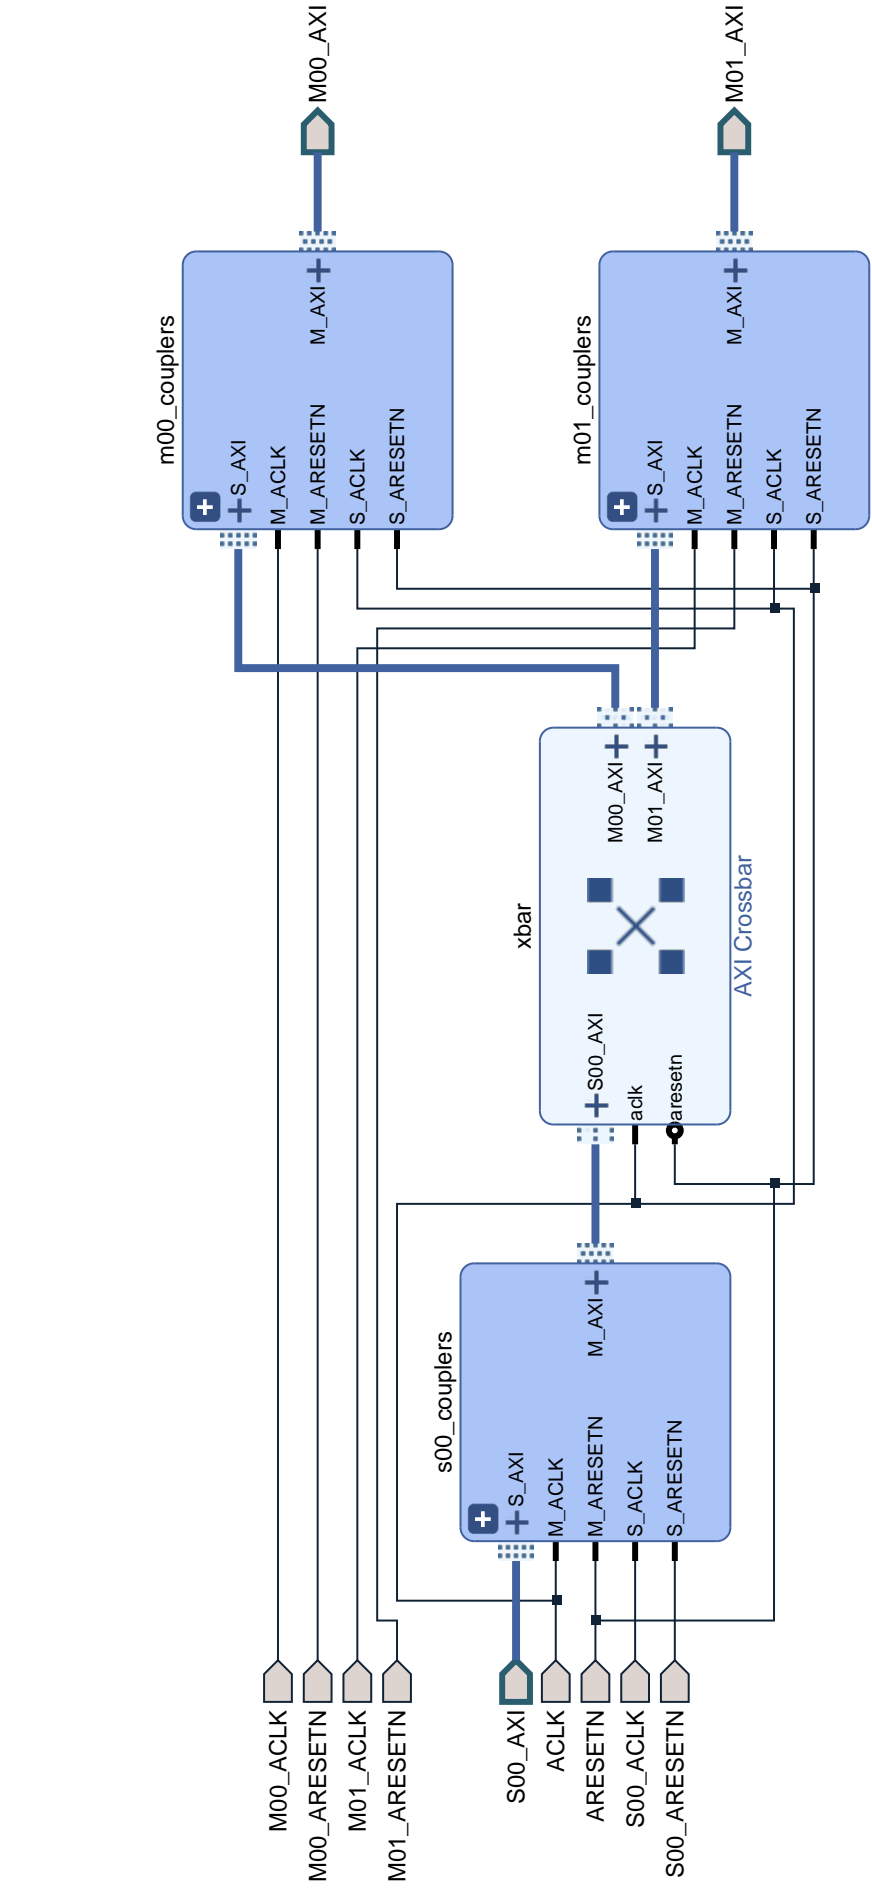 M00_ACLK
M00_ARESETN
M01_ACLK
M01_ARESETN
S00_AXI
ACLK
ARESETN
S00_ACLK
S00_ARESETN
s00_couplers
S_AXI
M_ACLK
M_ARESETN
S_ACLK
S_ARESETN
M_AXI
xbar
S00_AXI
aclk
aresetn
M00_AXI
M01_AXI
AXI Crossbar
m00_couplers
S_AXI
M_ACLK
M_ARESETN
S_ACLK
S_ARESETN
M_AXI
m01_couplers
S_AXI
M_ACLK
M_ARESETN
S_ACLK
S_ARESETN
M_AXI
M00_AXI
M01_AXI